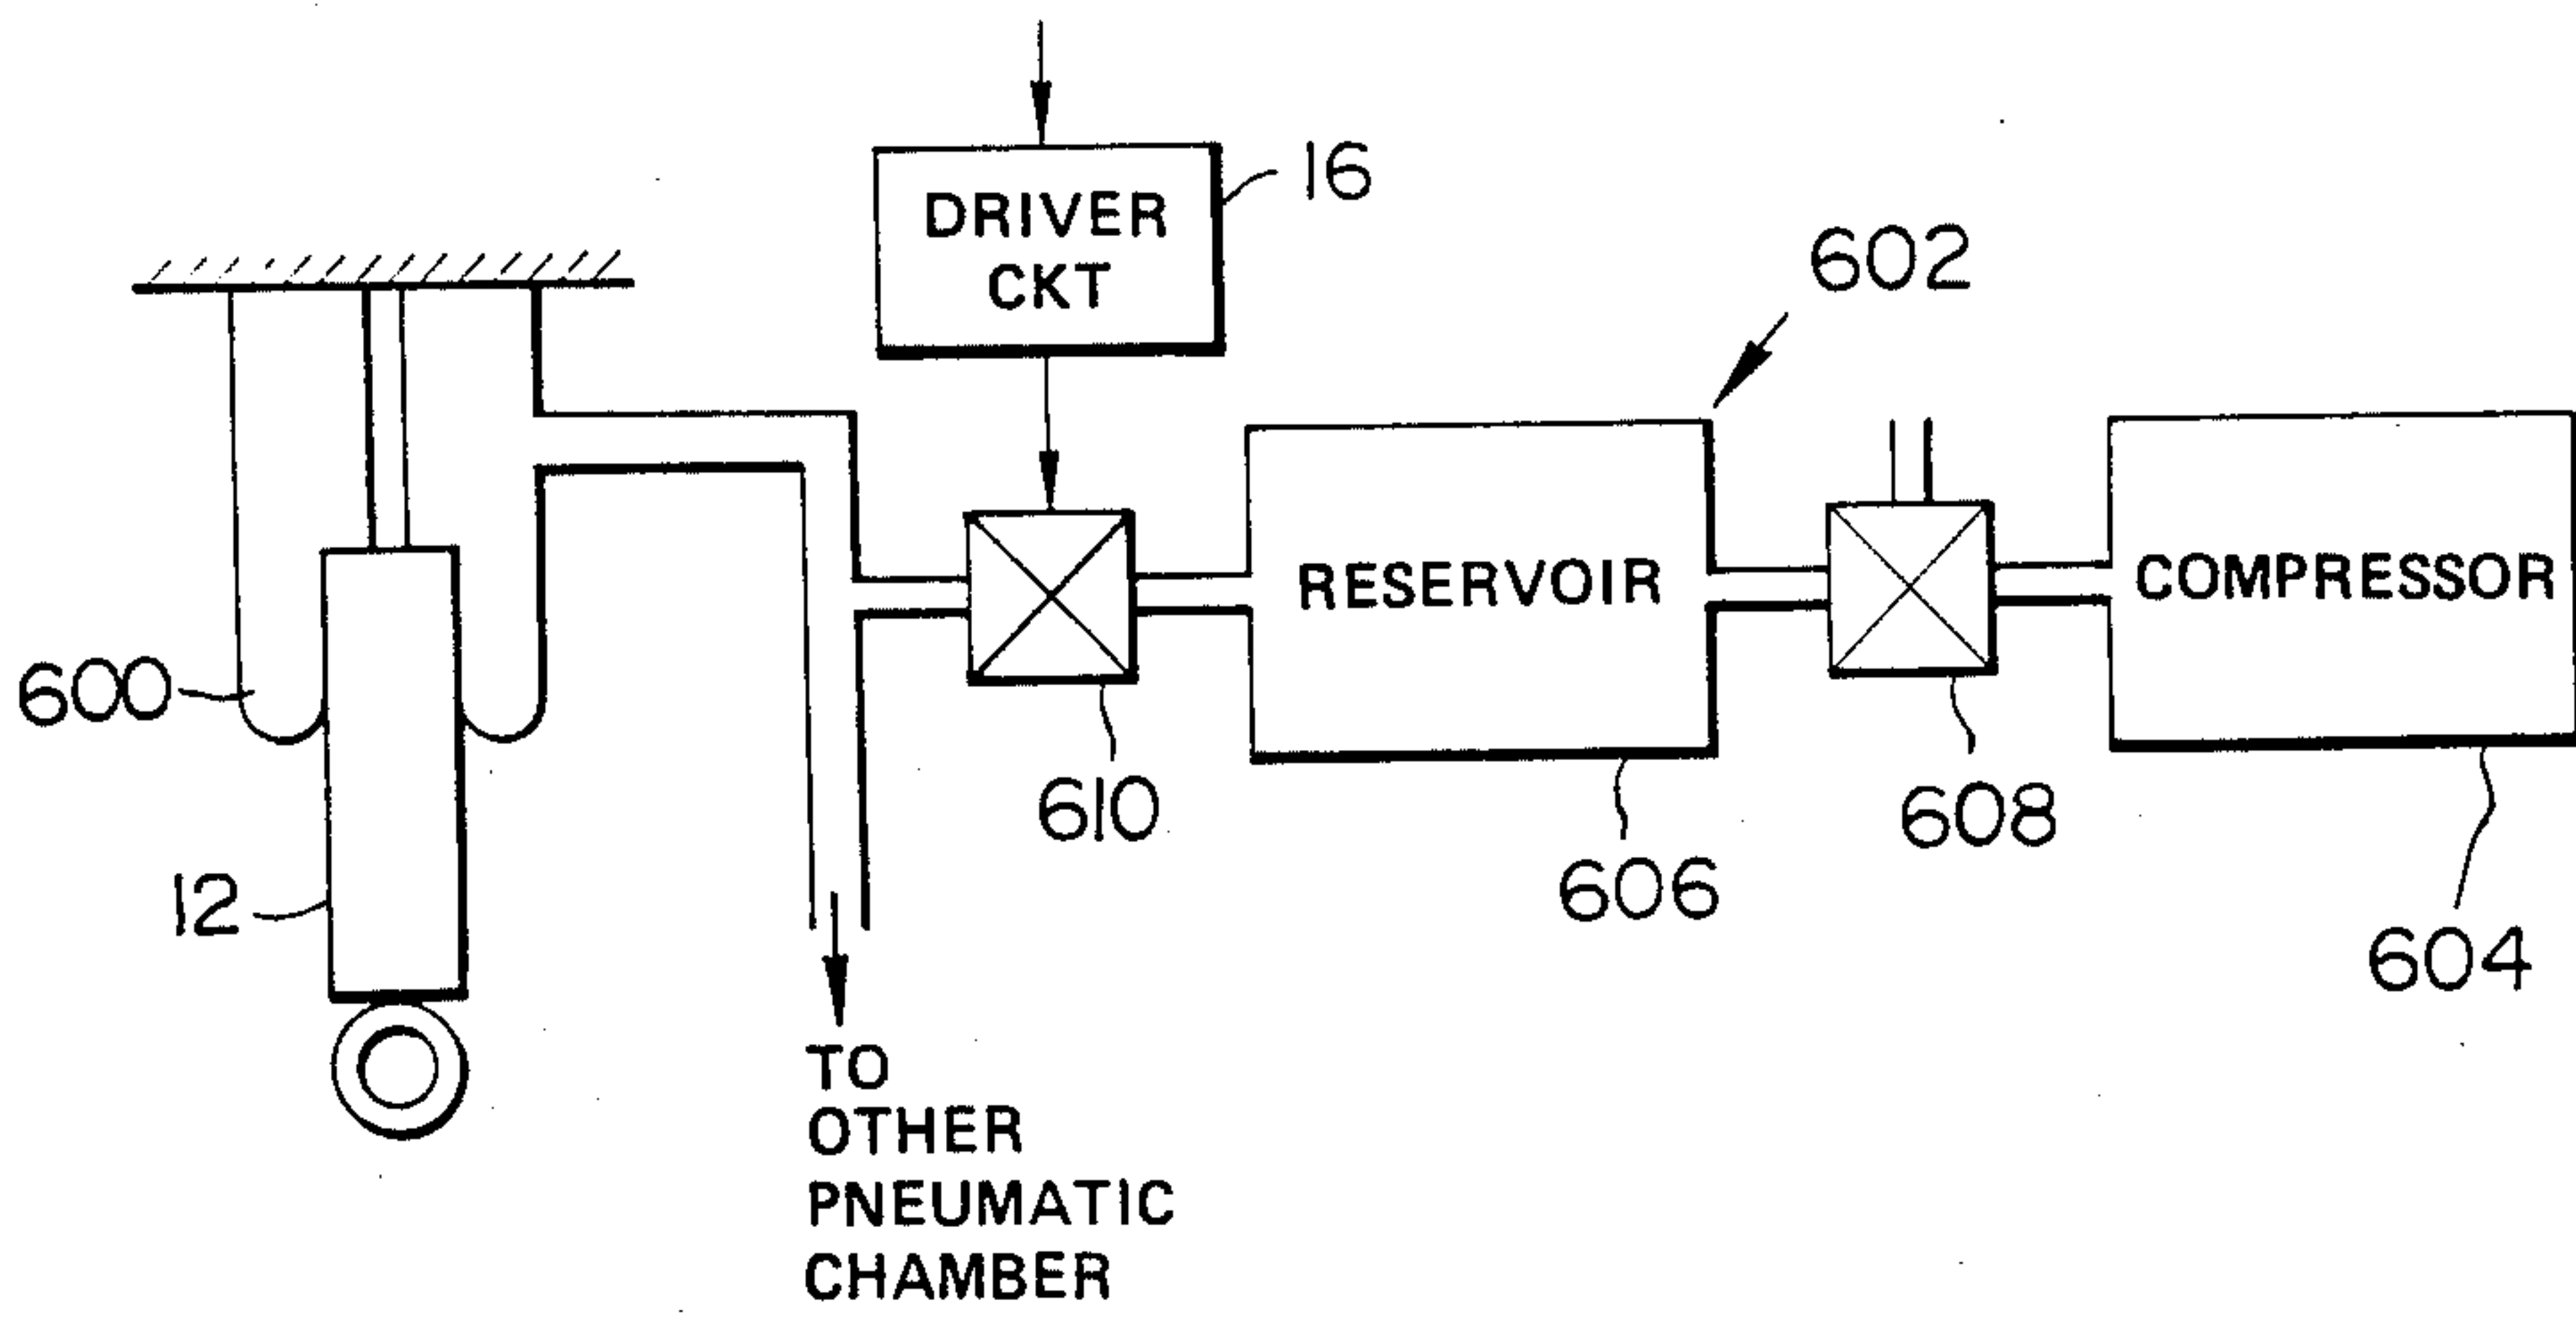 16
DRIVER
CKT
602
RESERVOIR
COMPRESSOR
600
610
608
606
12
604
TO
OTHER
PNEUMATIC
CHAMBER